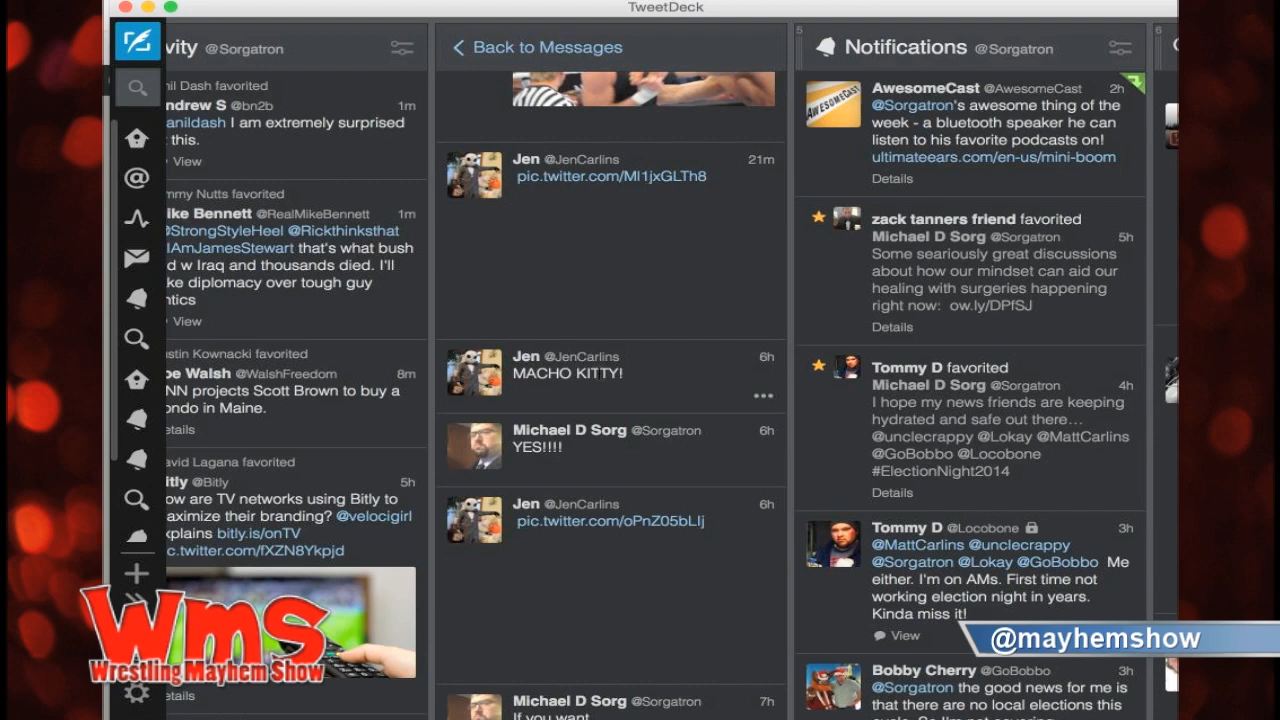 TweetDeck
vity @Sorgatron
nil Dash favorited
ndrew S @bn2b 1m
anildash I am extremely surprised
this.
View
mmy Nutts favorited
ike Bennett @RealMikeBennett 1m
@StrongStyleHeel @Rickthinksthat
IAmJamesStewart that's what bush
d w Iraq and thousands died. I'll
ke diplomacy over tough guy
ntics
View
stin Kownacki favorited
oe Walsh @WalshFreedom 8m
NN projects Scott Brown to buy a
ondo in Maine.
etails
avid Lagana favorited
itly @Bitly 5h
ow are TV networks using Bitly to
aximize their branding? @velocigirl
xplains bitly.is/onTV
c.twitter.com/fXZN8Ykpjd
etails
Back to Messages
Jen @JenCarlins 21m
pic.twitter.com/Ml1jxGLTh8
Jen @JenCarlins 6h
MACHO KITTY!
Michael D Sorg @Sorgatron 6h
YES!!!!
Jen @JenCarlins 6h
pic.twitter.com/oPnZ05bLIj
Michael D Sorg @Sorgatron 7h
If you want
5
Notifications @Sorgatron
AWESOMECAST
AwesomeCast @AwesomeCast 2h
@Sorgatron's awesome thing of the
week - a bluetooth speaker he can
listen to his favorite podcasts on!
ultimateears.com/en-us/mini-boom
Details
zack tanners friend favorited
Michael D Sorg @Sorgatron 5h
Some seariously great discussions
about how our mindset can aid our
healing with surgeries happening
right now: ow.ly/DPfSJ
Details
Tommy D favorited
Michael D Sorg @Sorgatron 4h
I hope my news friends are keeping
hydrated and safe out there...
@unclecrappy @Lokay @MattCarlins
@GoBobbo @Locobone
#ElectionNight2014
Details
Tommy D @Locobone 3h
@MattCarlins @unclecrappy
@Sorgatron @Lokay @GoBobbo Me
either. I'm on AMs. First time not
working election night in years.
Kinda miss it!
View
Bobby Cherry @GoBobbo 3h
@Sorgatron the good news for me is
that there are no local elections this
6
Wms
Wrestling Mayhem Show
@mayhemshow